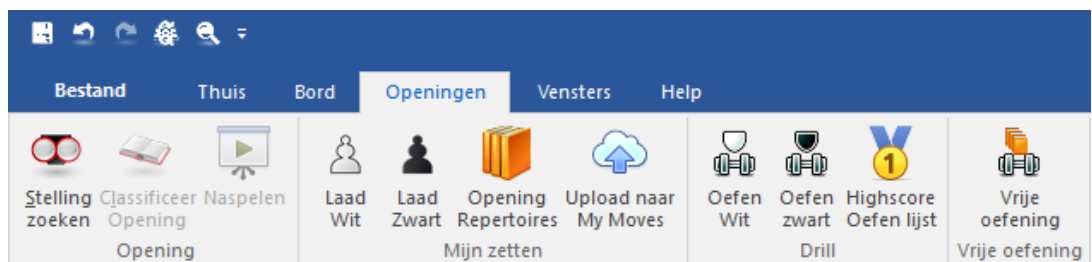 Bestand Thuis Bord Openingen Vensters Help
Stelling Classificeer Naspelen Laad Laad Opening Upload naar Oefen Oefen Highscore Vrije
zoeken Opening Wit Zwart Repertoires My Moves Wit zwart Oefen lijst oefening
Opening Mijn zetten Drill Vrije oefening